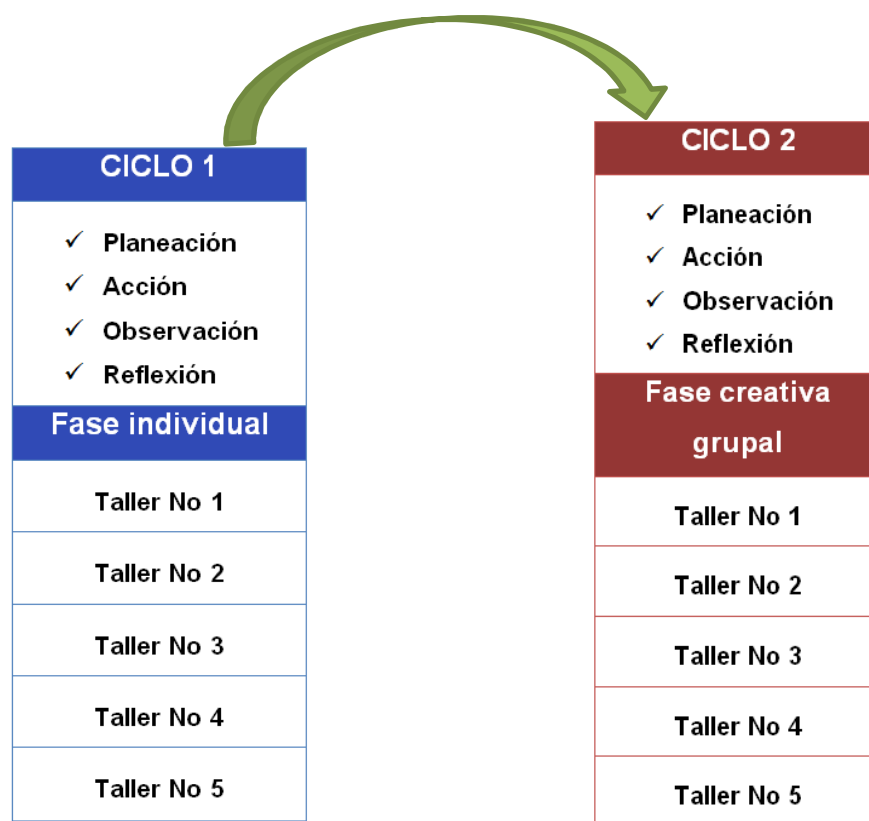 CICLO 1
✓ Planeación
✓ Acción
✓ Observación
✓ Reflexión
Fase individual
Taller No 1
Taller No 2
Taller No 3
Taller No 4
Taller No 5
CICLO 2
✓ Planeación
✓ Acción
✓ Observación
✓ Reflexión
Fase creativa
grupal
Taller No 1
Taller No 2
Taller No 3
Taller No 4
Taller No 5